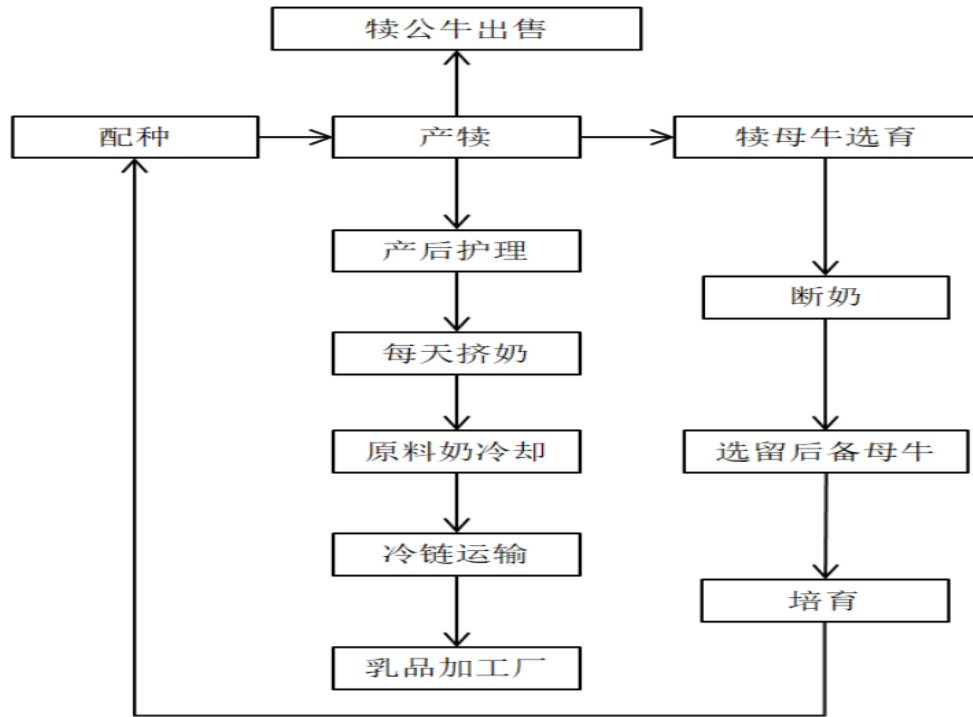 犊公牛出售
配种
产犊
犊母牛选育
产后护理
断奶
每天挤奶
原料奶冷却
选留后备母牛
冷链运输
培育
乳品加工厂